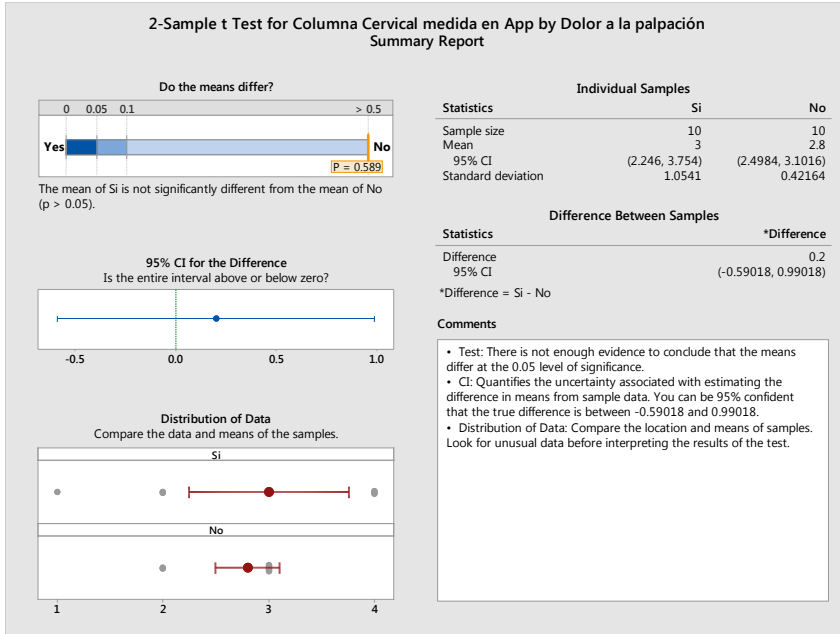 2-Sample t Test for Columna Cervical medida en App by Dolor a la palpación
Summary Report
Do the means differ?
0 0.05 0.1 > 0.5
Yes No
P = 0.589
The mean of Si is not significantly different from the mean of No
(p > 0.05).
95% CI for the Difference
Is the entire interval above or below zero?
-0.5 0.0 0.5 1.0
Distribution of Data
Compare the data and means of the samples.
Si
No
1 2 3 4
Individual Samples
Statistics Si No
Sample size 10 10
Mean 3 2.8
95% CI (2.246, 3.754) (2.4984, 3.1016)
Standard deviation 1.0541 0.42164
Difference Between Samples
Statistics *Difference
Difference 0.2
95% CI (-0.59018, 0.99018)
*Difference = Si - No
Comments
• Test: There is not enough evidence to conclude that the means
differ at the 0.05 level of significance.
• CI: Quantifies the uncertainty associated with estimating the
difference in means from sample data. You can be 95% confident
that the true difference is between -0.59018 and 0.99018.
• Distribution of Data: Compare the location and means of samples.
Look for unusual data before interpreting the results of the test.